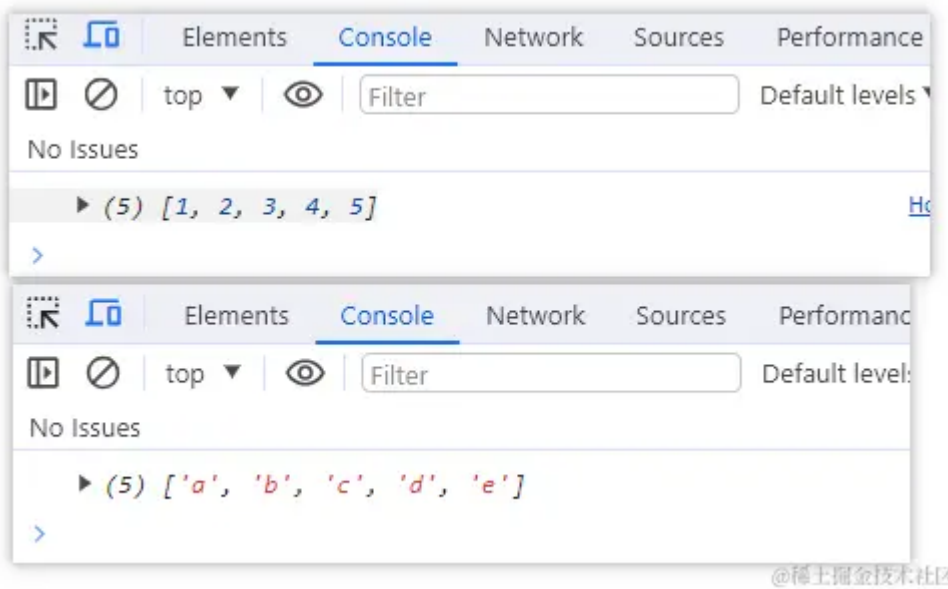 Elements Console Network Sources Performance
top Filter Default levels
No Issues
(5) [1, 2, 3, 4, 5]
Ho
Elements Console Network Sources Performanc
top Filter Default level
No Issues
(5) ['a', 'b', 'c', 'd', 'e']
@稀土掘金技术社区